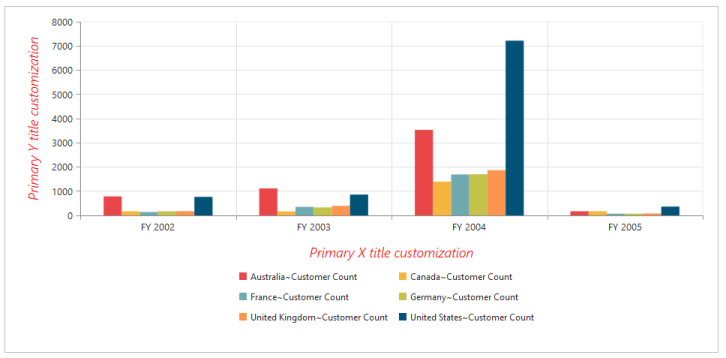 8000
7000
6000
5000
4000
3000
2000
1000
0
Primary Y title customization
FY 2002 FY 2003 FY 2004 FY 2005
Primary X title customization
Australia~Customer Count Canada~Customer Count
France~Customer Count Germany~Customer Count
United Kingdom~Customer Count United States~Customer Count